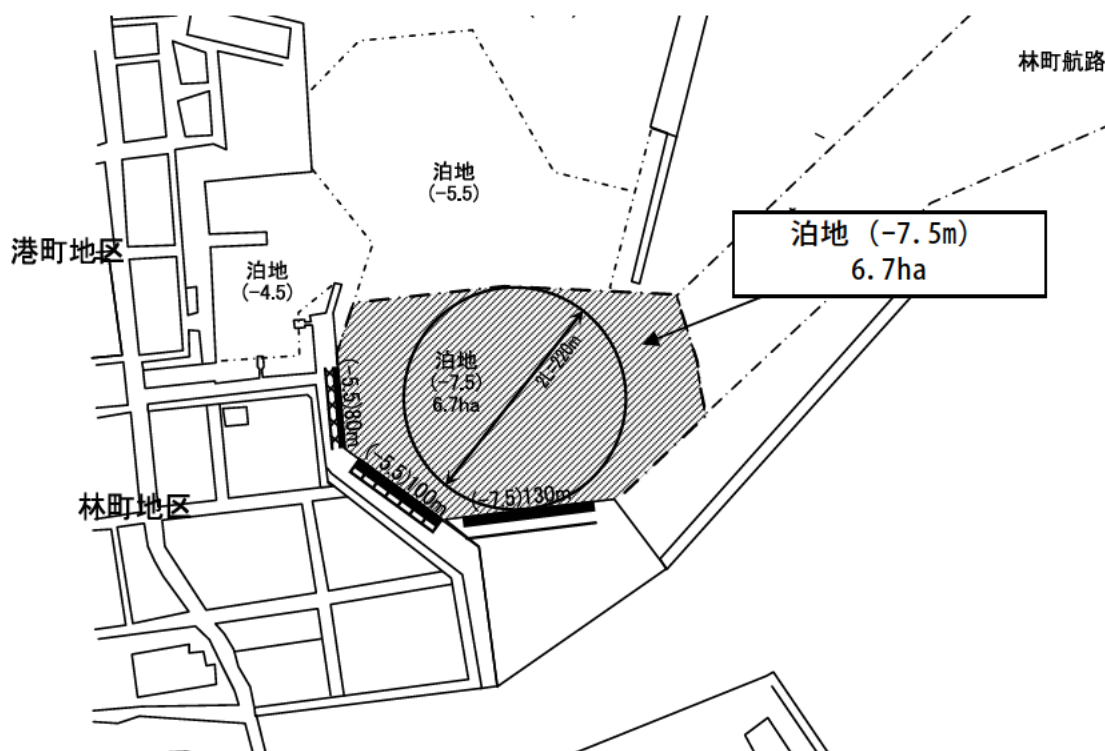 林町航路
泊地
(-5.5)
泊地 (-7.5m)
6.7ha
港町地区
泊地
(-4.5)
泊地
(-7.5)
6.7ha
2L=220m
(-5.5)80m
(-5.5)100m
(-7.5)130m
林町地区